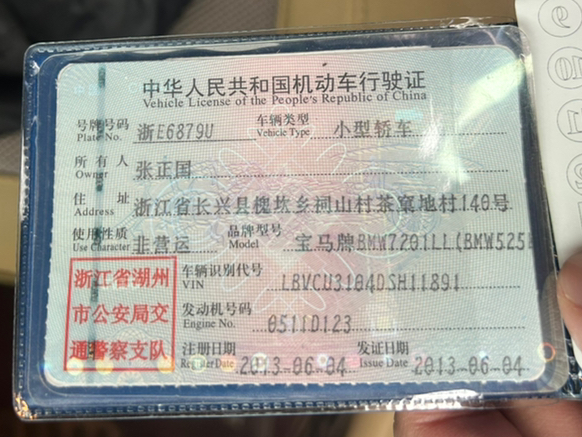 中华人民共和国机动车行驶证
Vehicle License of the People's Republic of China
号牌号码 浙E6879U 车辆类型 小型轿车
Plate No. Vehicle Type
所有人 张正国
Owner
住址 浙江省长兴县槐坎乡祠山村茶窠地村140号
Address
使用性质 非营运 品牌型号 宝马牌BMW7201LL(BMW525l
Use Character Model
浙江省湖州
市公安局交
通警察支队
车辆识别代号 LBVCU3104DSH11891
VIN
发动机号码 0511D123
Engine No.
注册日期 2013-06-04 发证日期 2013-06-04
Register Date Issue Date